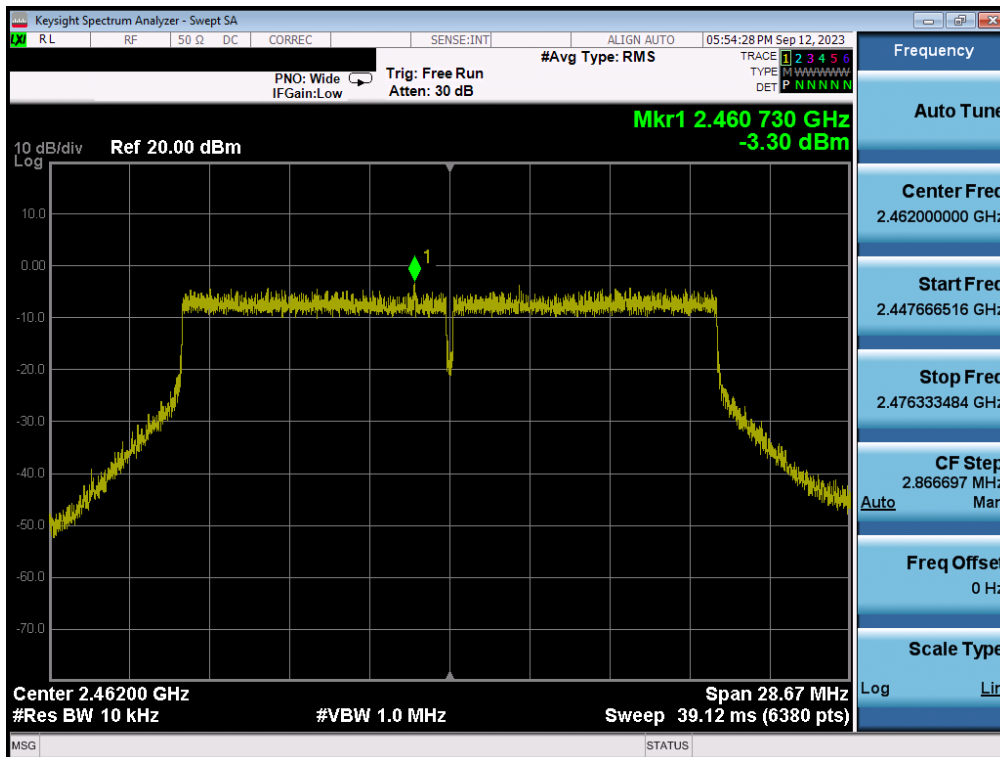 Keysight Spectrum Analyzer - Swept SA
LXI RL RF 50 Ω DC CORREC SENSE:INT ALIGN AUTO 05:54:28 PM Sep 12, 2023
PNO: Wide
IFGain:Low
Trig: Free Run
Atten: 30 dB
#Avg Type: RMS
TRACE 1 2 3 4 5 6
TYPE M WWWWW
DET P N N N N N
Mkr1 2.460 730 GHz
-3.30 dBm
10 dB/div
Log
Ref 20.00 dBm
10.0
0.00
-10.0
-20.0
-30.0
-40.0
-50.0
-60.0
-70.0
1
Center 2.46200 GHz
Span 28.67 MHz
#Res BW 10 kHz
#VBW 1.0 MHz
Sweep 39.12 ms (6380 pts)
MSG
STATUS
Frequency
Auto Tune
Center Freq
2.462000000 GHz
Start Freq
2.447666516 GHz
Stop Freq
2.476333484 GHz
CF Step
2.866697 MHz
Auto Man
Freq Offset
0 Hz
Scale Type
Log Lin